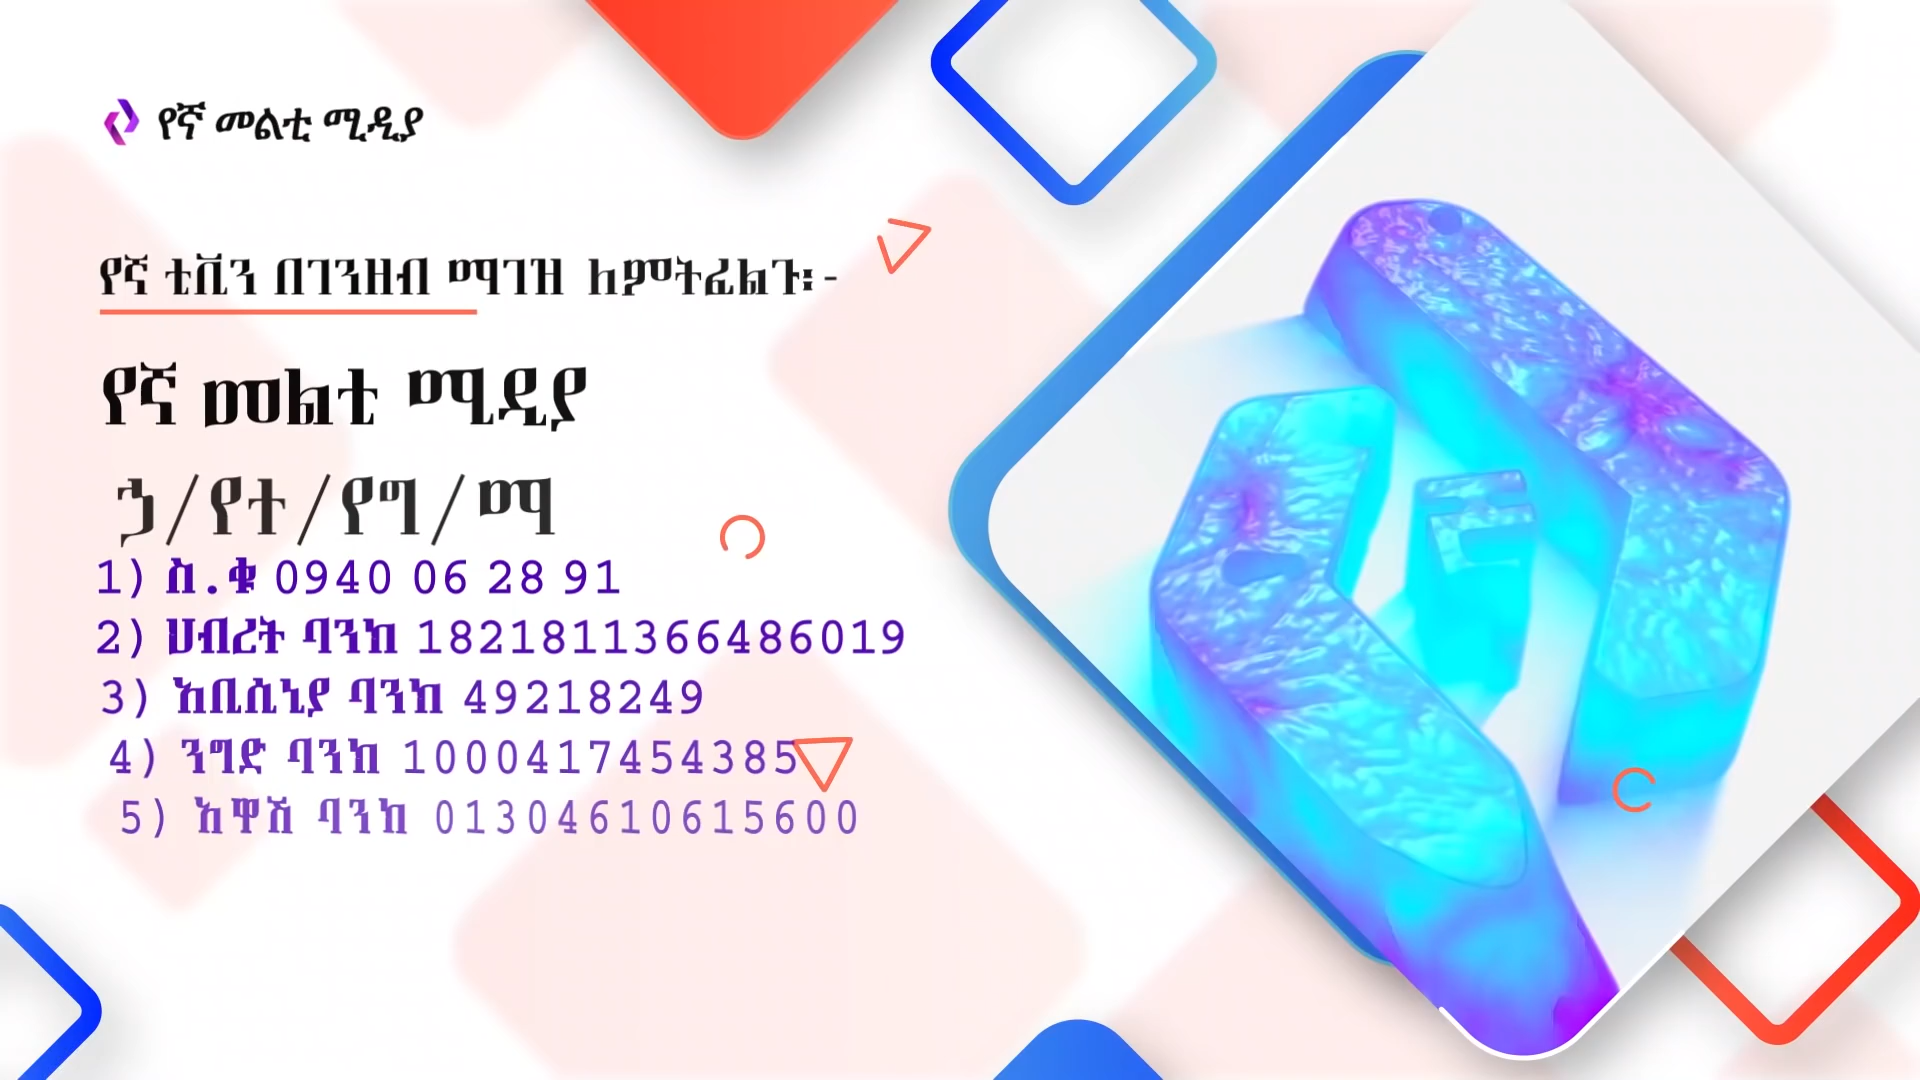 የኛ መልቲ ሚዲያ
የኛ ቲቪን በገንዘብ ማገዝ ለምትፈልጉ፤-
የኛ መልቲ ሚዲያ
ኃ/የተ/የግ/ማ
1) ስ.ቁ 0940 06 28 91
2) ህብረት ባንክ 1821811366486019
3) አቢሲኒያ ባንክ 49218249
4) ንግድ ባንክ 1000417454385
5) አዋሽ ባንክ 01304610615600